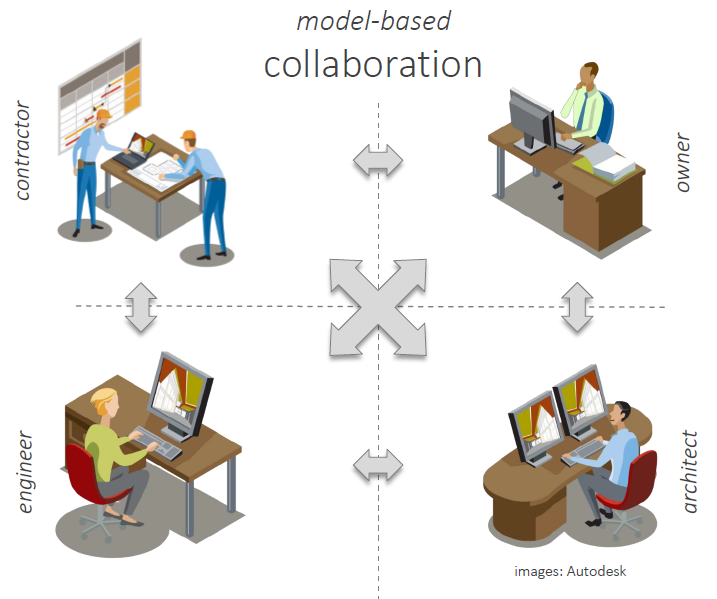 model-based
collaboration
contractor
owner
engineer
architect
images: Autodesk